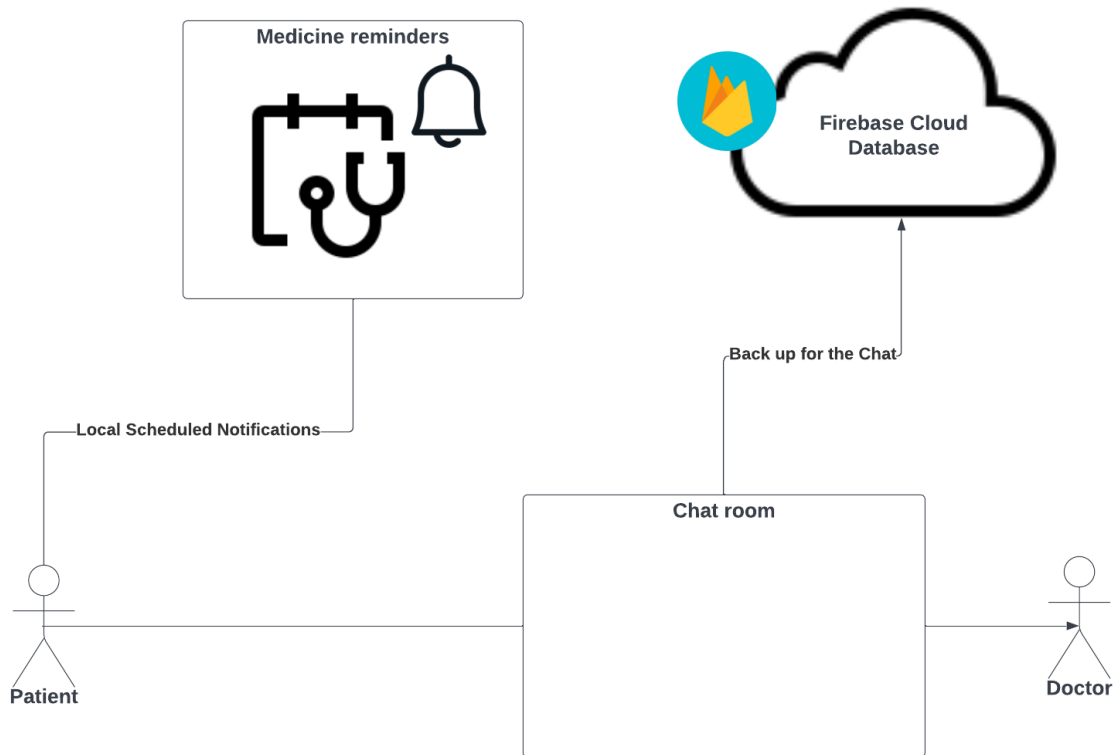 Medicine reminders
Firebase Cloud
Database
Back up for the Chat
Local Scheduled Notifications
Chat room
Patient
Doctor